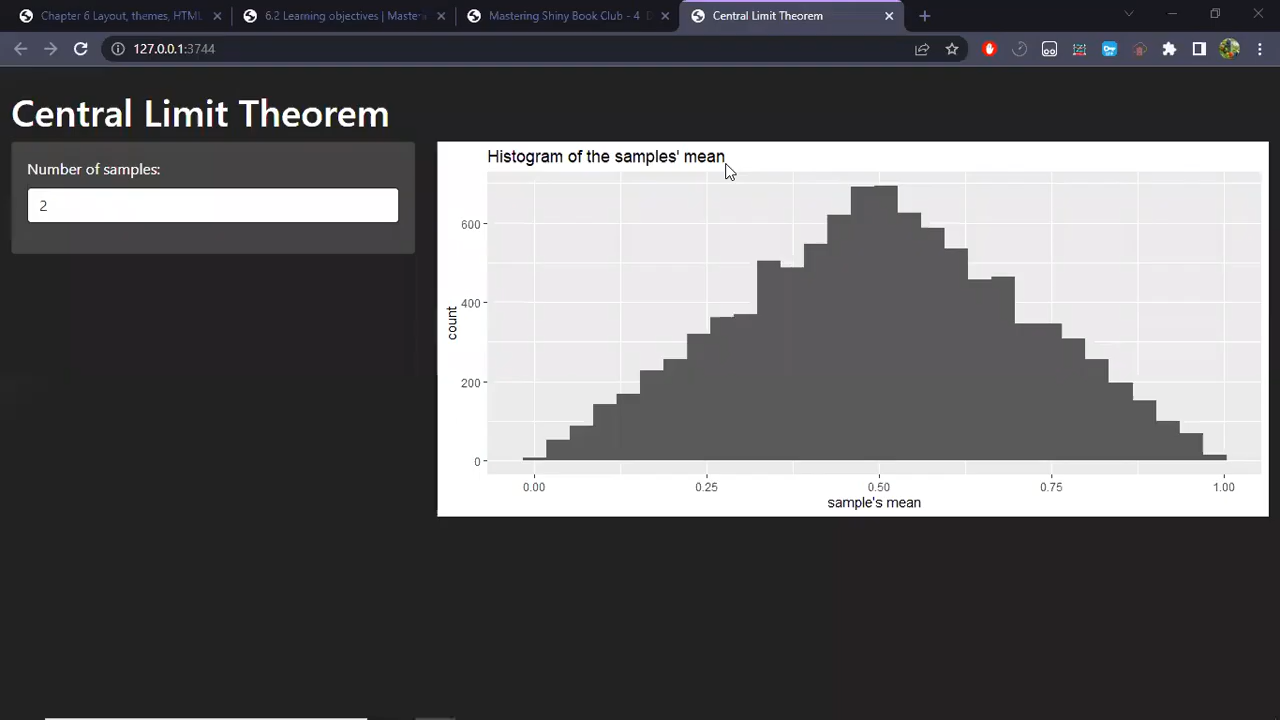 Chapter 6 Layout, themes, HTML
6.2 Learning objectives | Master
Mastering Shiny Book Club - 4
Central Limit Theorem
127.0.0.1:3744
Central Limit Theorem
Number of samples:
2
Histogram of the samples' mean
count
600
400
200
0
0.00 0.25 0.50 0.75 1.00
sample's mean